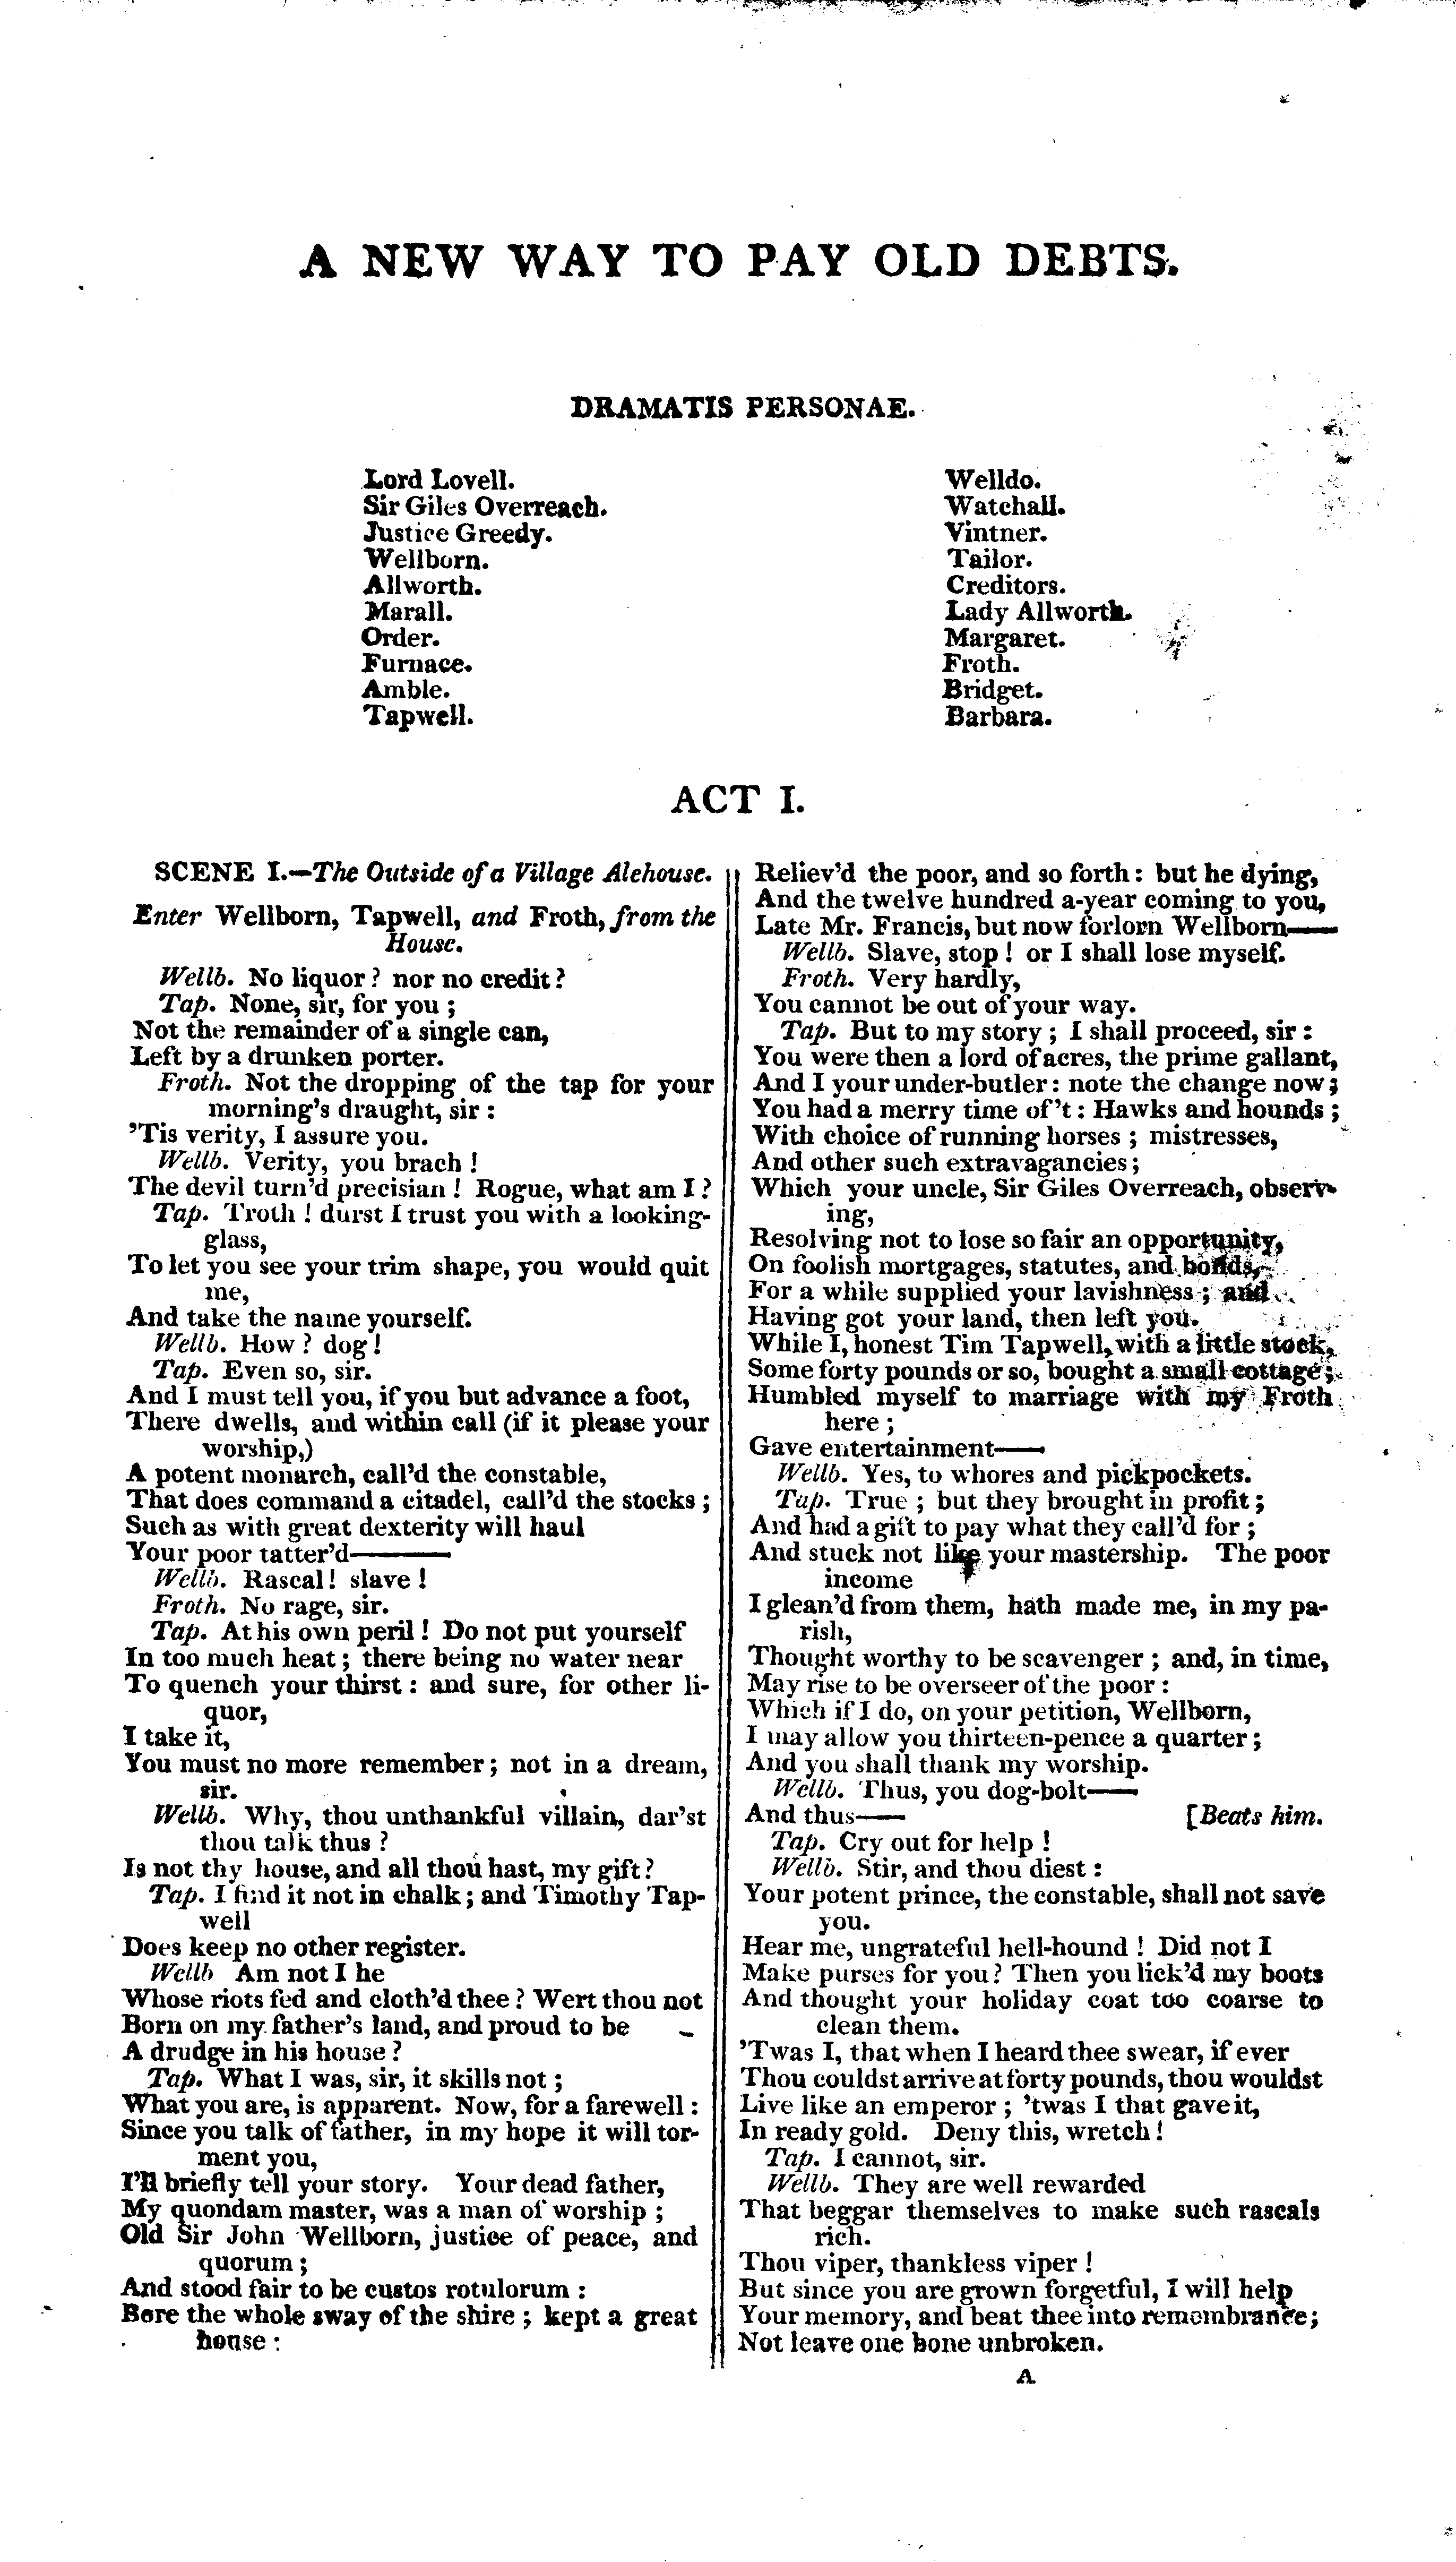 A NEW WAY TO PAY OLD DEBTS.
DRAMATIS PERSONAE.
Lord Lovell.
Sir Giles Overreach.
Justice Greedy.
Wellborn.
Allworth.
Marall.
Order.
Furnace.
Amble.
Tapwell.
Welldo.
Watchall.
Vintner.
Tailor.
Creditors.
Lady Allworth.
Margaret.
Froth.
Bridget.
Barbara.
ACT I.
SCENE I.—The Outside of a Village Alehouse.
Enter Wellborn, Tapwell, and Froth, from the
House.
Wellb. No liquor? nor no credit?
Tap. None, sir, for you;
Not the remainder of a single can,
Left by a drunken porter.
Froth. Not the dropping of the tap for your
morning's draught, sir:
'Tis verity, I assure you.
Wellb. Verity, you brach!
The devil turn'd precisian! Rogue, what am I?
Tap. Troth! durst I trust you with a looking-
glass,
To let you see your trim shape, you would quit
me,
And take the name yourself.
Wellb. How? dog!
Tap. Even so, sir.
And I must tell you, if you but advance a foot,
There dwells, and within call (if it please your
worship,)
A potent monarch, call'd the constable,
That does command a citadel, call'd the stocks;
Such as with great dexterity will haul
Your poor tatter'd———
Wellb. Rascal! slave!
Froth. No rage, sir.
Tap. At his own peril! Do not put yourself
In too much heat; there being no water near
To quench your thirst: and sure, for other li-
quor,
I take it,
You must no more remember; not in a dream,
sir.
Wellb. Why, thou unthankful villain, dar'st
thou talk thus?
Is not thy house, and all thou hast, my gift?
Tap. I find it not in chalk; and Timothy Tap-
well
Does keep no other register.
Wellb Am not I he
Whose riots fed and cloth'd thee? Wert thou not
Born on my father's land, and proud to be
A drudge in his house?
Tap. What I was, sir, it skills not;
What you are, is apparent. Now, for a farewell:
Since you talk of father, in my hope it will tor-
ment you,
I'll briefly tell your story. Your dead father,
My quondam master, was a man of worship;
Old Sir John Wellborn, justice of peace, and
quorum;
And stood fair to be custos rotulorum:
Bore the whole sway of the shire; kept a great
house:
Reliev'd the poor, and so forth: but he dying,
And the twelve hundred a-year coming to you,
Late Mr. Francis, but now forlorn Wellborn——
Wellb. Slave, stop! or I shall lose myself.
Froth. Very hardly,
You cannot be out of your way.
Tap. But to my story; I shall proceed, sir:
You were then a lord of acres, the prime gallant,
And I your under-butler: note the change now;
You had a merry time of't: Hawks and hounds;
With choice of running horses; mistresses,
And other such extravagancies;
Which your uncle, Sir Giles Overreach, observ-
ing,
Resolving not to lose so fair an opportunity,
On foolish mortgages, statutes, and bonds,
For a while supplied your lavishness; and
Having got your land, then left you.
While I, honest Tim Tapwell, with a little stock,
Some forty pounds or so, bought a small cottage;
Humbled myself to marriage with my Froth
here;
Gave entertainment——
Wellb. Yes, to whores and pickpockets.
Tap. True; but they brought in profit;
And had a gift to pay what they call'd for;
And stuck not like your mastership. The poor
income
I glean'd from them, hath made me, in my pa-
rish,
Thought worthy to be scavenger; and, in time,
May rise to be overseer of the poor:
Which if I do, on your petition, Wellborn,
I may allow you thirteen-pence a quarter;
And you shall thank my worship.
Wellb. Thus, you dog-bolt——
And thus—— [Beats him.
Tap. Cry out for help!
Wellb. Stir, and thou diest:
Your potent prince, the constable, shall not save
you.
Hear me, ungrateful hell-hound! Did not I
Make purses for you? Then you lick'd my boots
And thought your holiday coat too coarse to
clean them.
'Twas I, that when I heard thee swear, if ever
Thou couldst arrive at forty pounds, thou wouldst
Live like an emperor; 'twas I that gave it,
In ready gold. Deny this, wretch!
Tap. I cannot, sir.
Wellb. They are well rewarded
That beggar themselves to make such rascals
rich.
Thou viper, thankless viper!
But since you are grown forgetful, I will help
Your memory, and beat thee into remembrance;
Not leave one bone unbroken.
A